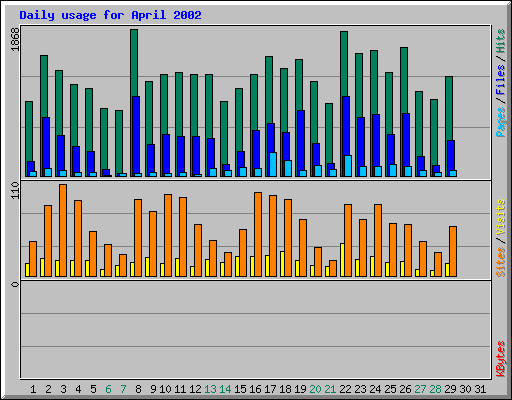 Daily usage for April 2002
1868
Pages / Files / Hits
110
Sites / Visits
0
KBytes
1 2 3 4 5 6 7 8 9 10 11 12 13 14 15 16 17 18 19 20 21 22 23 24 25 26 27 28 29 30 31